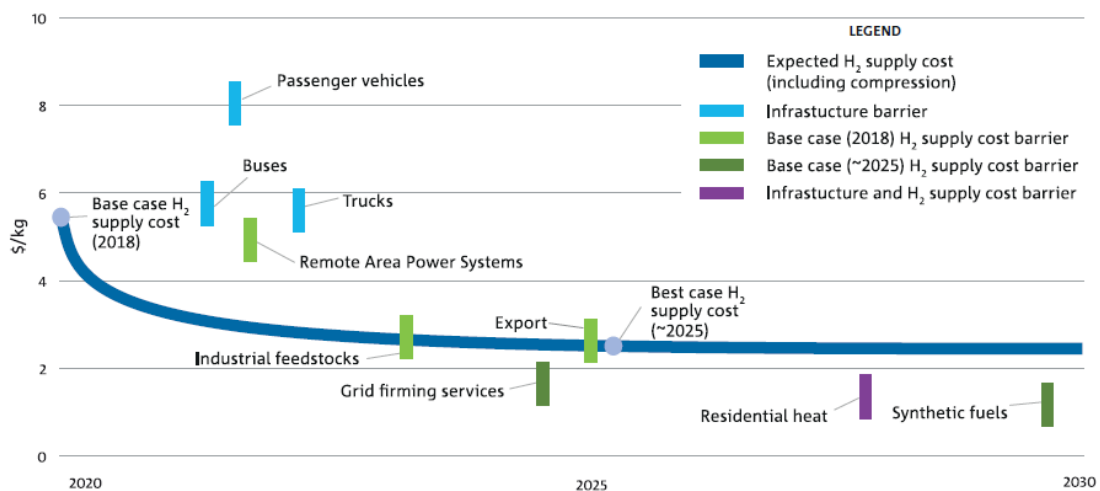 10
8
6
4
2
0
$/kg
2020
2025
2030
LEGEND
Expected H₂ supply cost
(including compression)
Infrastucture barrier
Base case (2018) H₂ supply cost barrier
Base case (~2025) H₂ supply cost barrier
Infrastucture and H₂ supply cost barrier
Passenger vehicles
Buses
Trucks
Base case H₂
supply cost
(2018)
Remote Area Power Systems
Best case H₂
supply cost
(~2025)
Export
Industrial feedstocks
Grid firming services
Residential heat
Synthetic fuels